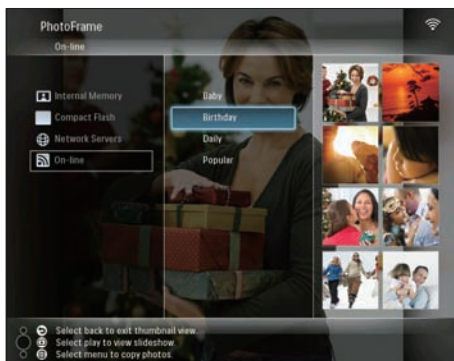 PhotoFrame
On-line
Internal Memory
Compact Flash
Network Servers
On-line
Baby
Birthday
Daily
Popular
Select back to exit thumbnail view.
Select play to view slideshow.
Select menu to copy photos.